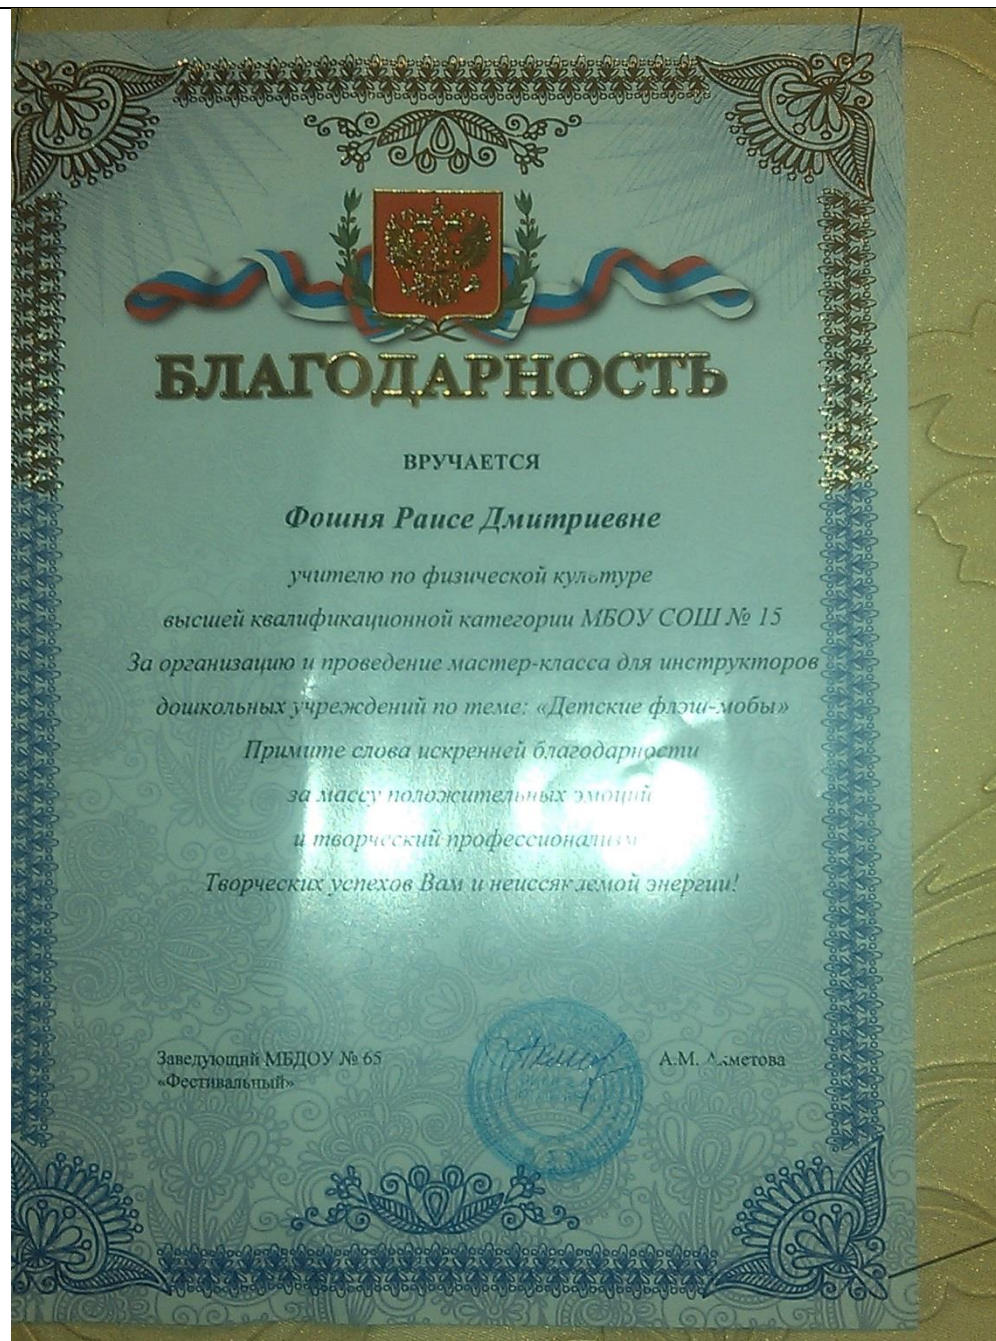 БЛАГОДАРНОСТЬ
ВРУЧАЕТСЯ
Фошня Раисе Дмитриевне
учителю по физической культуре
высшей квалификационной категории МБОУ СОШ № 15
За организацию и проведение мастер-класса для инструкторов
дошкольных учреждений по теме: «Детские флэш-мобы»
Примите слова искренней благодарности
за массу положительных эмоций
и творческий профессионализм
Творческих успехов Вам и неиссякаемой энергии!
Заведующий МБДОУ № 65
«Фестивальный»
А.М. Ахметова